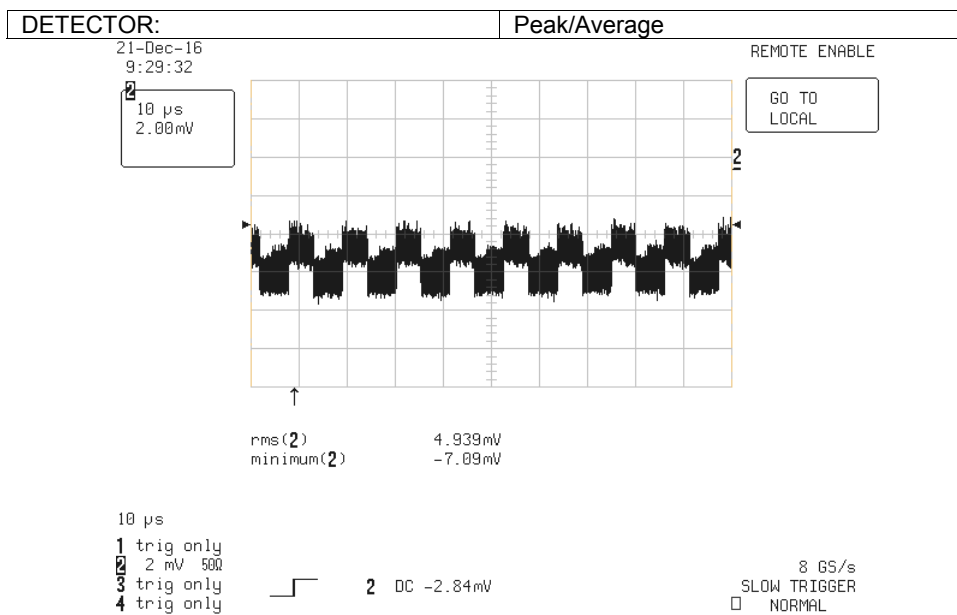 DETECTOR: Peak/Average
21-Dec-16
9:29:32
REMOTE ENABLE
2
10 µs
2.00mV
GO TO
LOCAL
2
rms(2) 4.939mV
minimum(2) -7.09mV
10 µs
1 trig only
2 2 mV 50Ω
3 trig only
4 trig only
2 DC -2.84mV
8 GS/s
SLOW TRIGGER
NORMAL